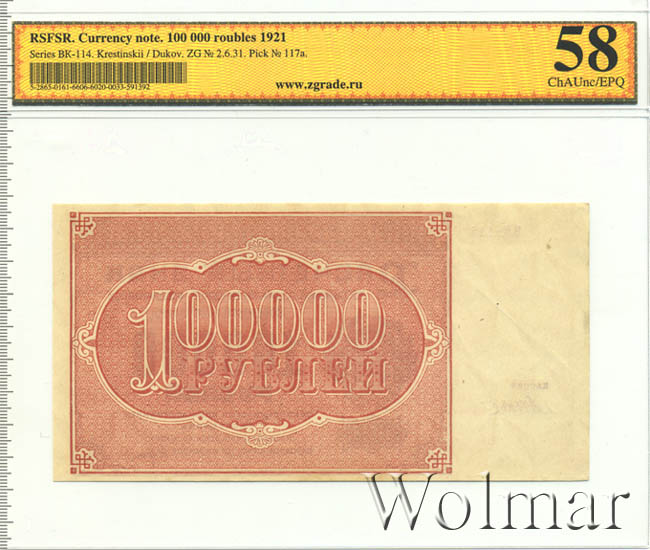 RSFSR. Currency note. 100 000 roubles 1921
Series BK-114. Krestinskii / Dukov. ZG № 2.6.31. Pick № 117a.
5-2865-0161-6606-6020-0033-591392
www.zgrade.ru
58
ChAUnc/EPQ
100000
РУБЛЕЙ
Wolmar